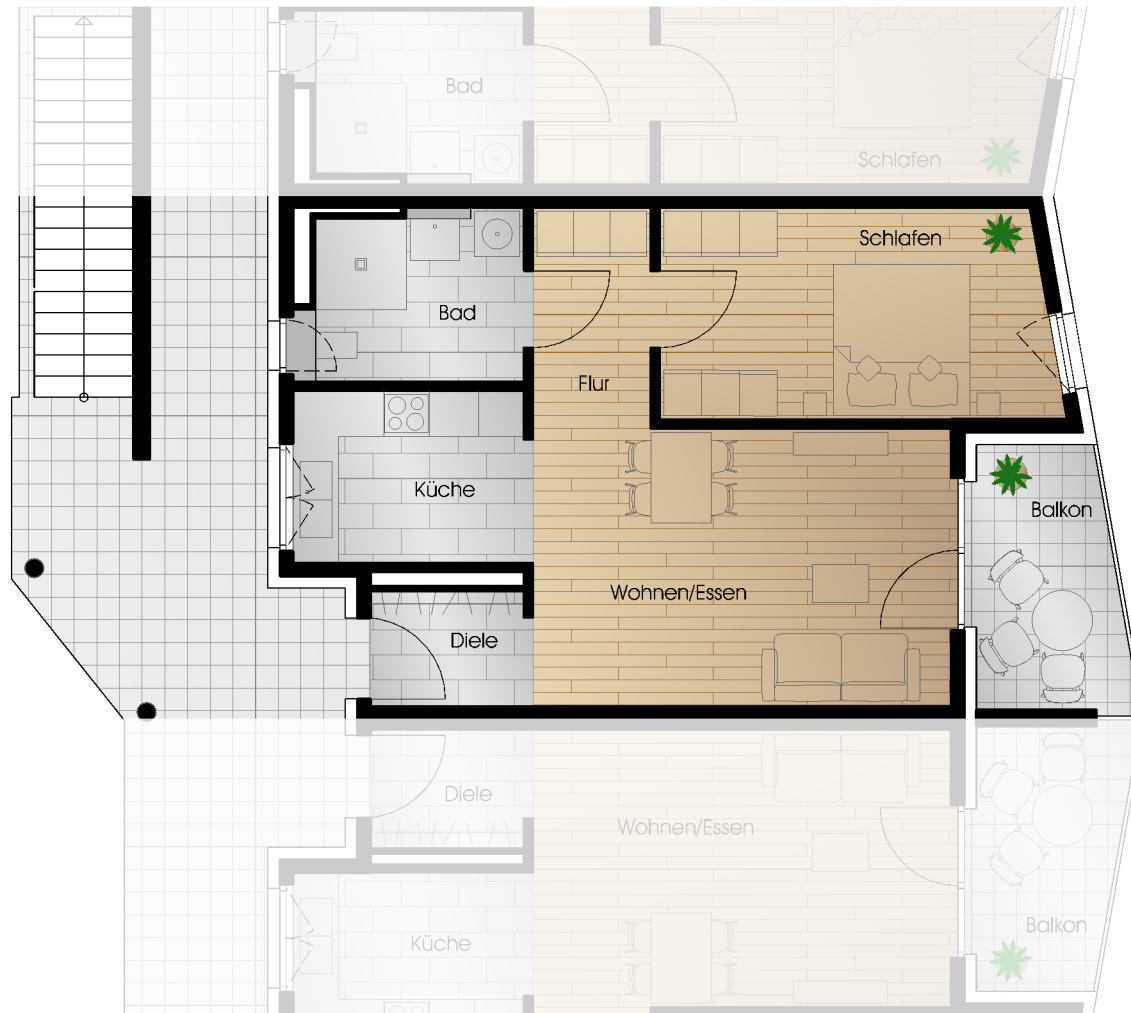 Bad
Schlafen
Schlafen
Bad
Flur
Küche
Balkon
Wohnen/Essen
Diele
Diele
Wohnen/Essen
Balkon
Küche